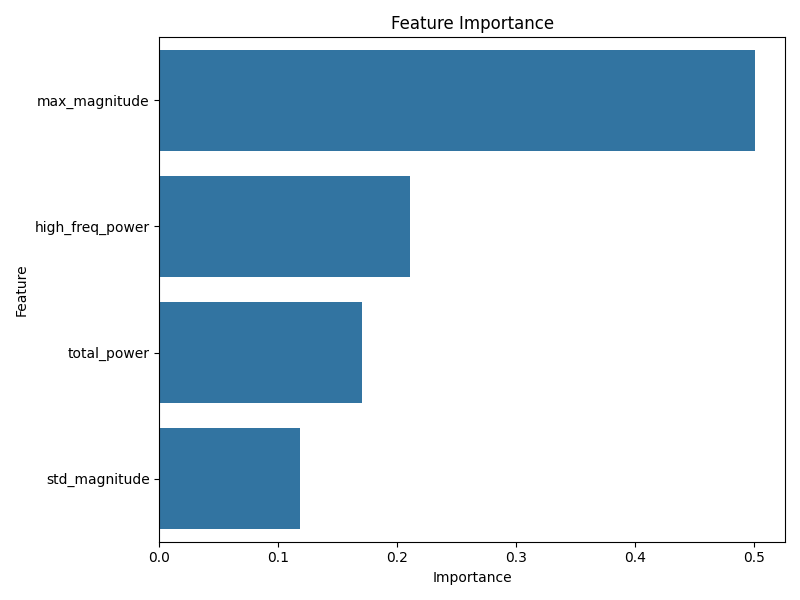 Feature Importance
max_magnitude
high_freq_power
total_power
std_magnitude
Feature
0.0 0.1 0.2 0.3 0.4 0.5
Importance